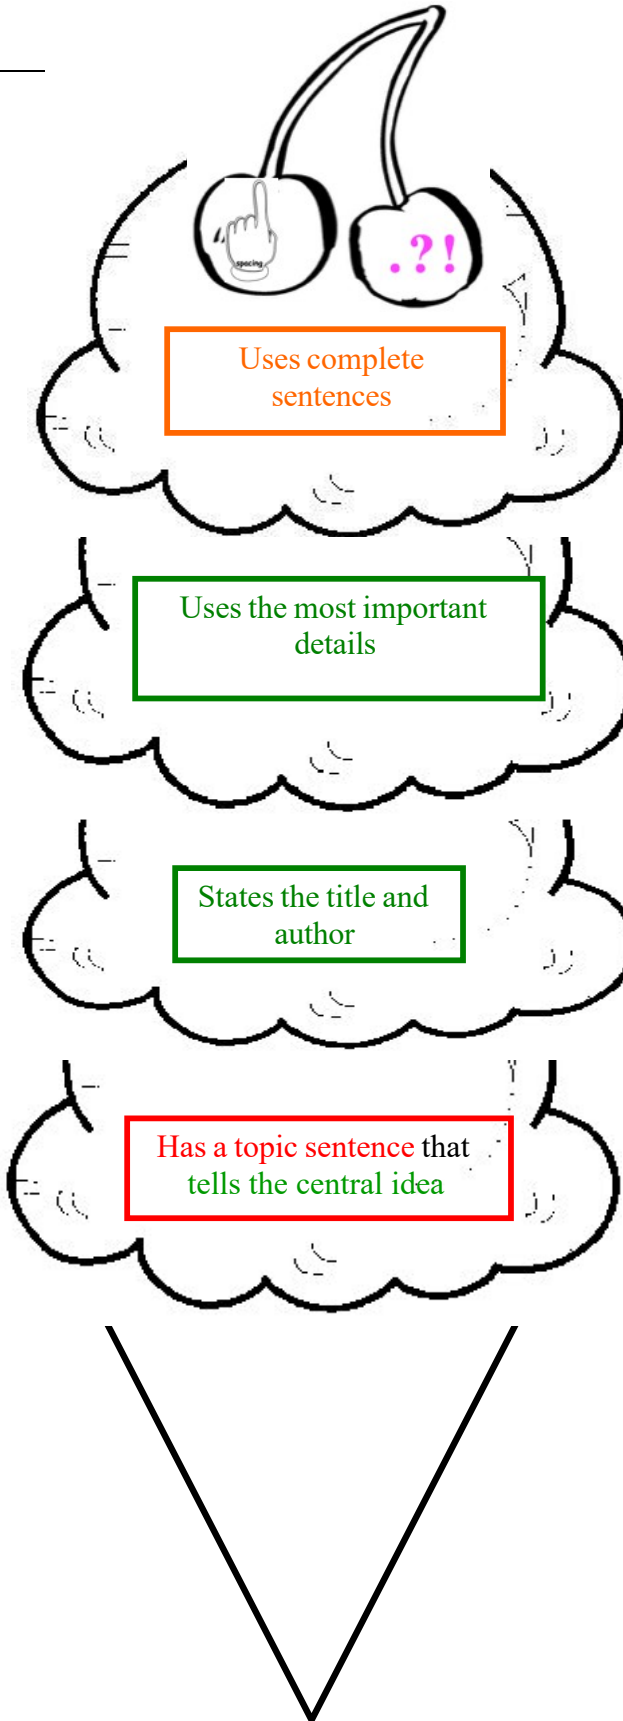 spacing
.?!
Uses complete
sentences
Uses the most important
details
States the title and
author
Has a topic sentence that
tells the central idea